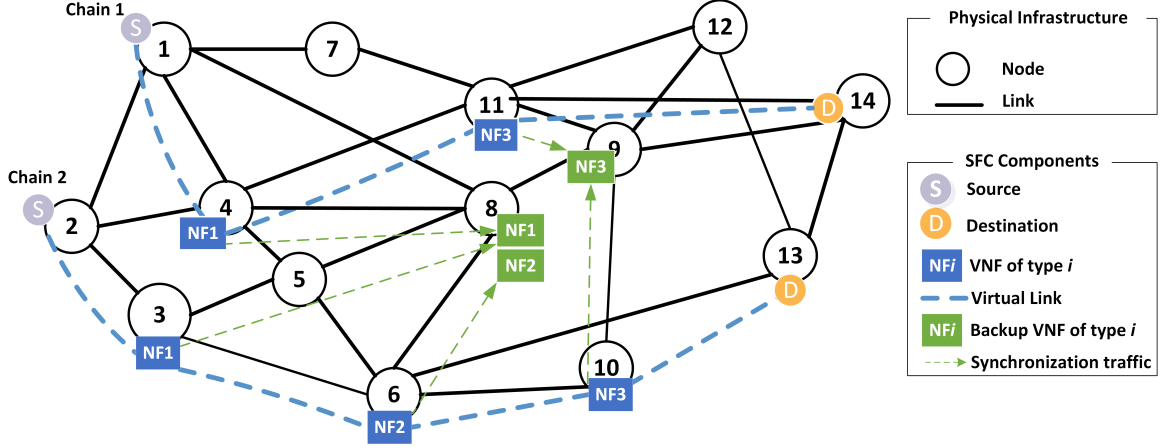 Chain 1
S
1
7
12
11
NF3
D
14
9
NF3
Chain 2
S
2
4
NF1
8
NF1
NF2
5
13
D
3
NF1
6
NF2
10
NF3
Physical Infrastructure
Node
Link
SFC Components
S Source
D Destination
NFi VNF of type i
Virtual Link
NFi Backup VNF of type i
Synchronization traffic